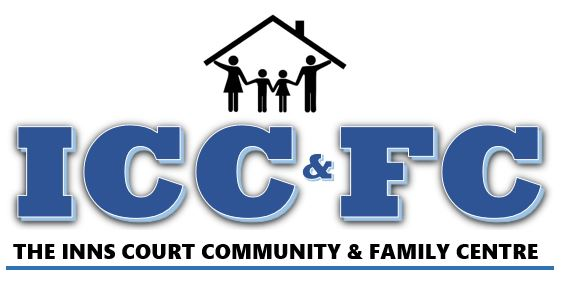 ICC & FC
THE INNS COURT COMMUNITY & FAMILY CENTRE